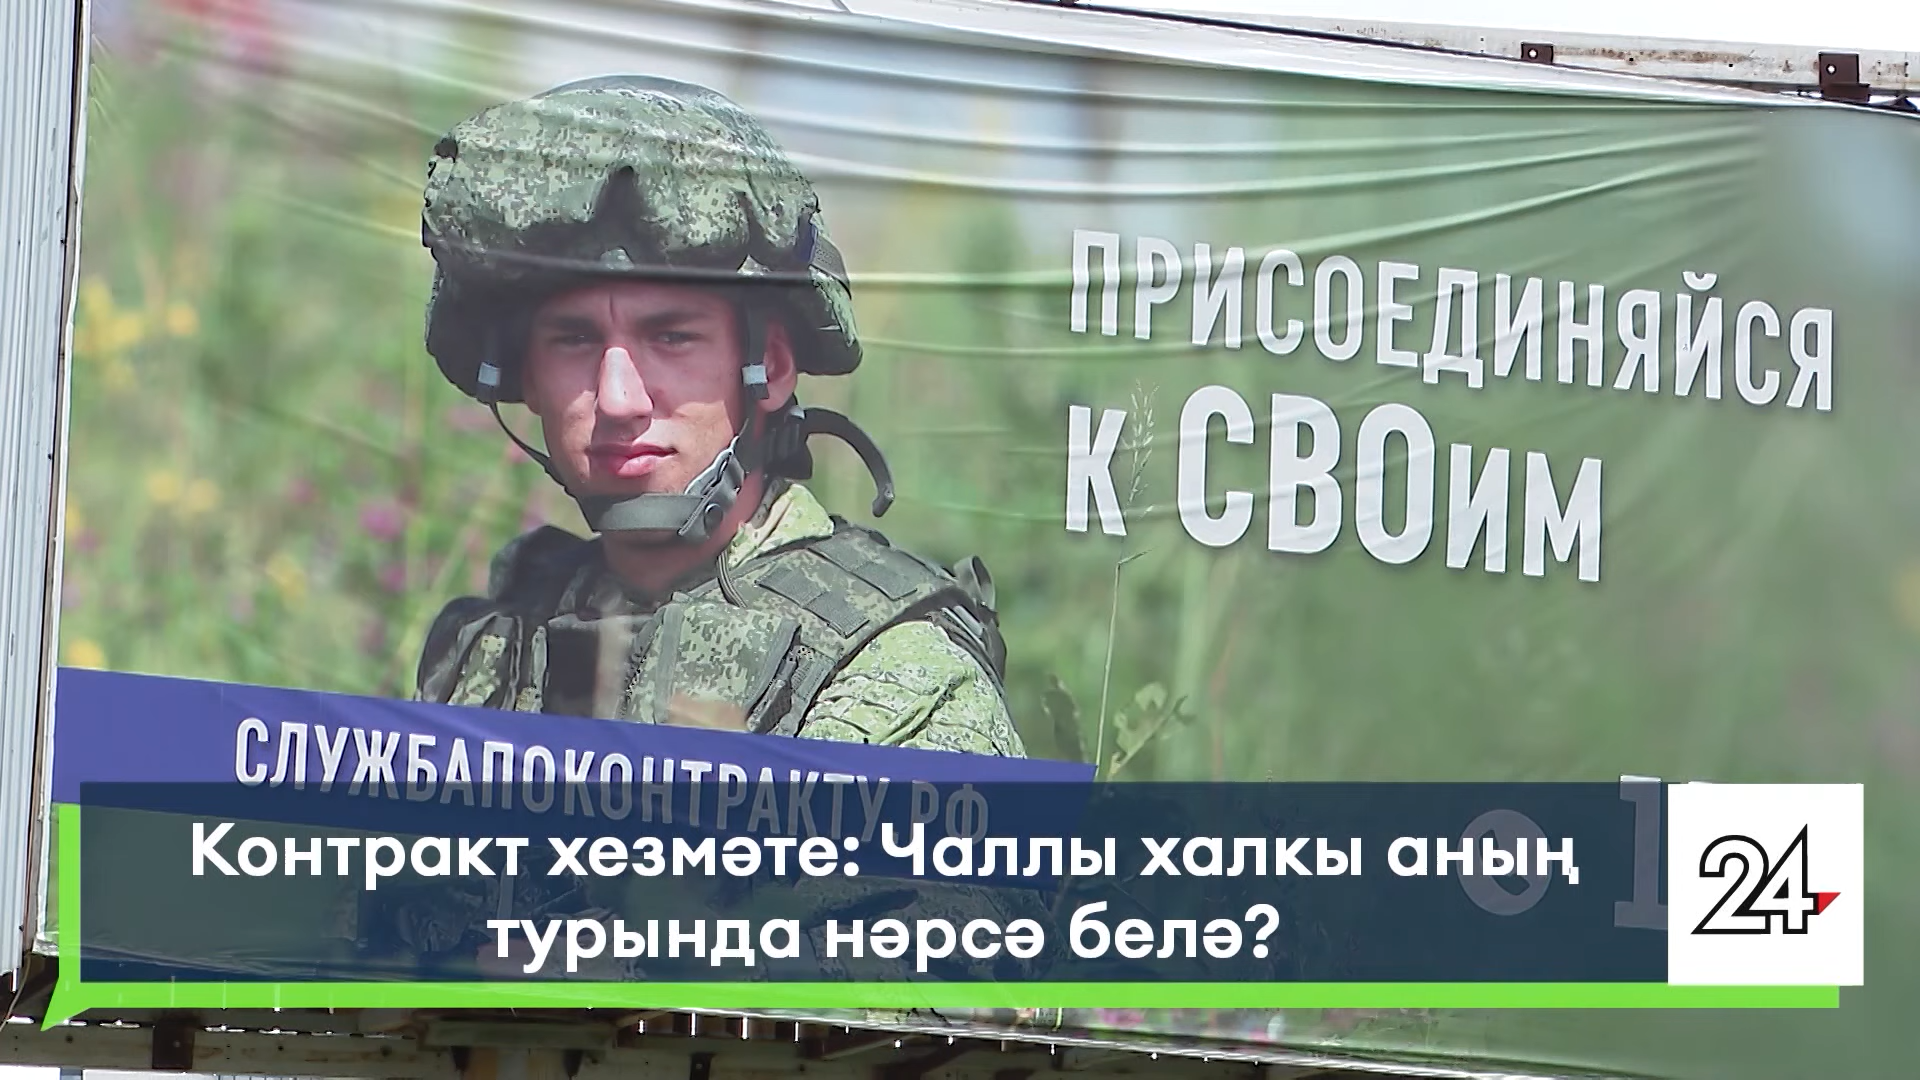 ПРИСОЕДИНЯЙСЯ
К СВОИМ
СЛУЖБАПОКОНТРАКТУ.РФ
Контракт хезмәте: Чаллы халкы аның
турында нәрсә белә?
24